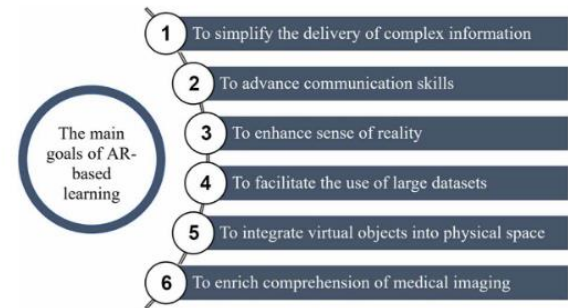 The main
goals of AR-
based
learning
1 To simplify the delivery of complex information
2 To advance communication skills
3 To enhance sense of reality
4 To facilitate the use of large datasets
5 To integrate virtual objects into physical space
6 To enrich comprehension of medical imaging